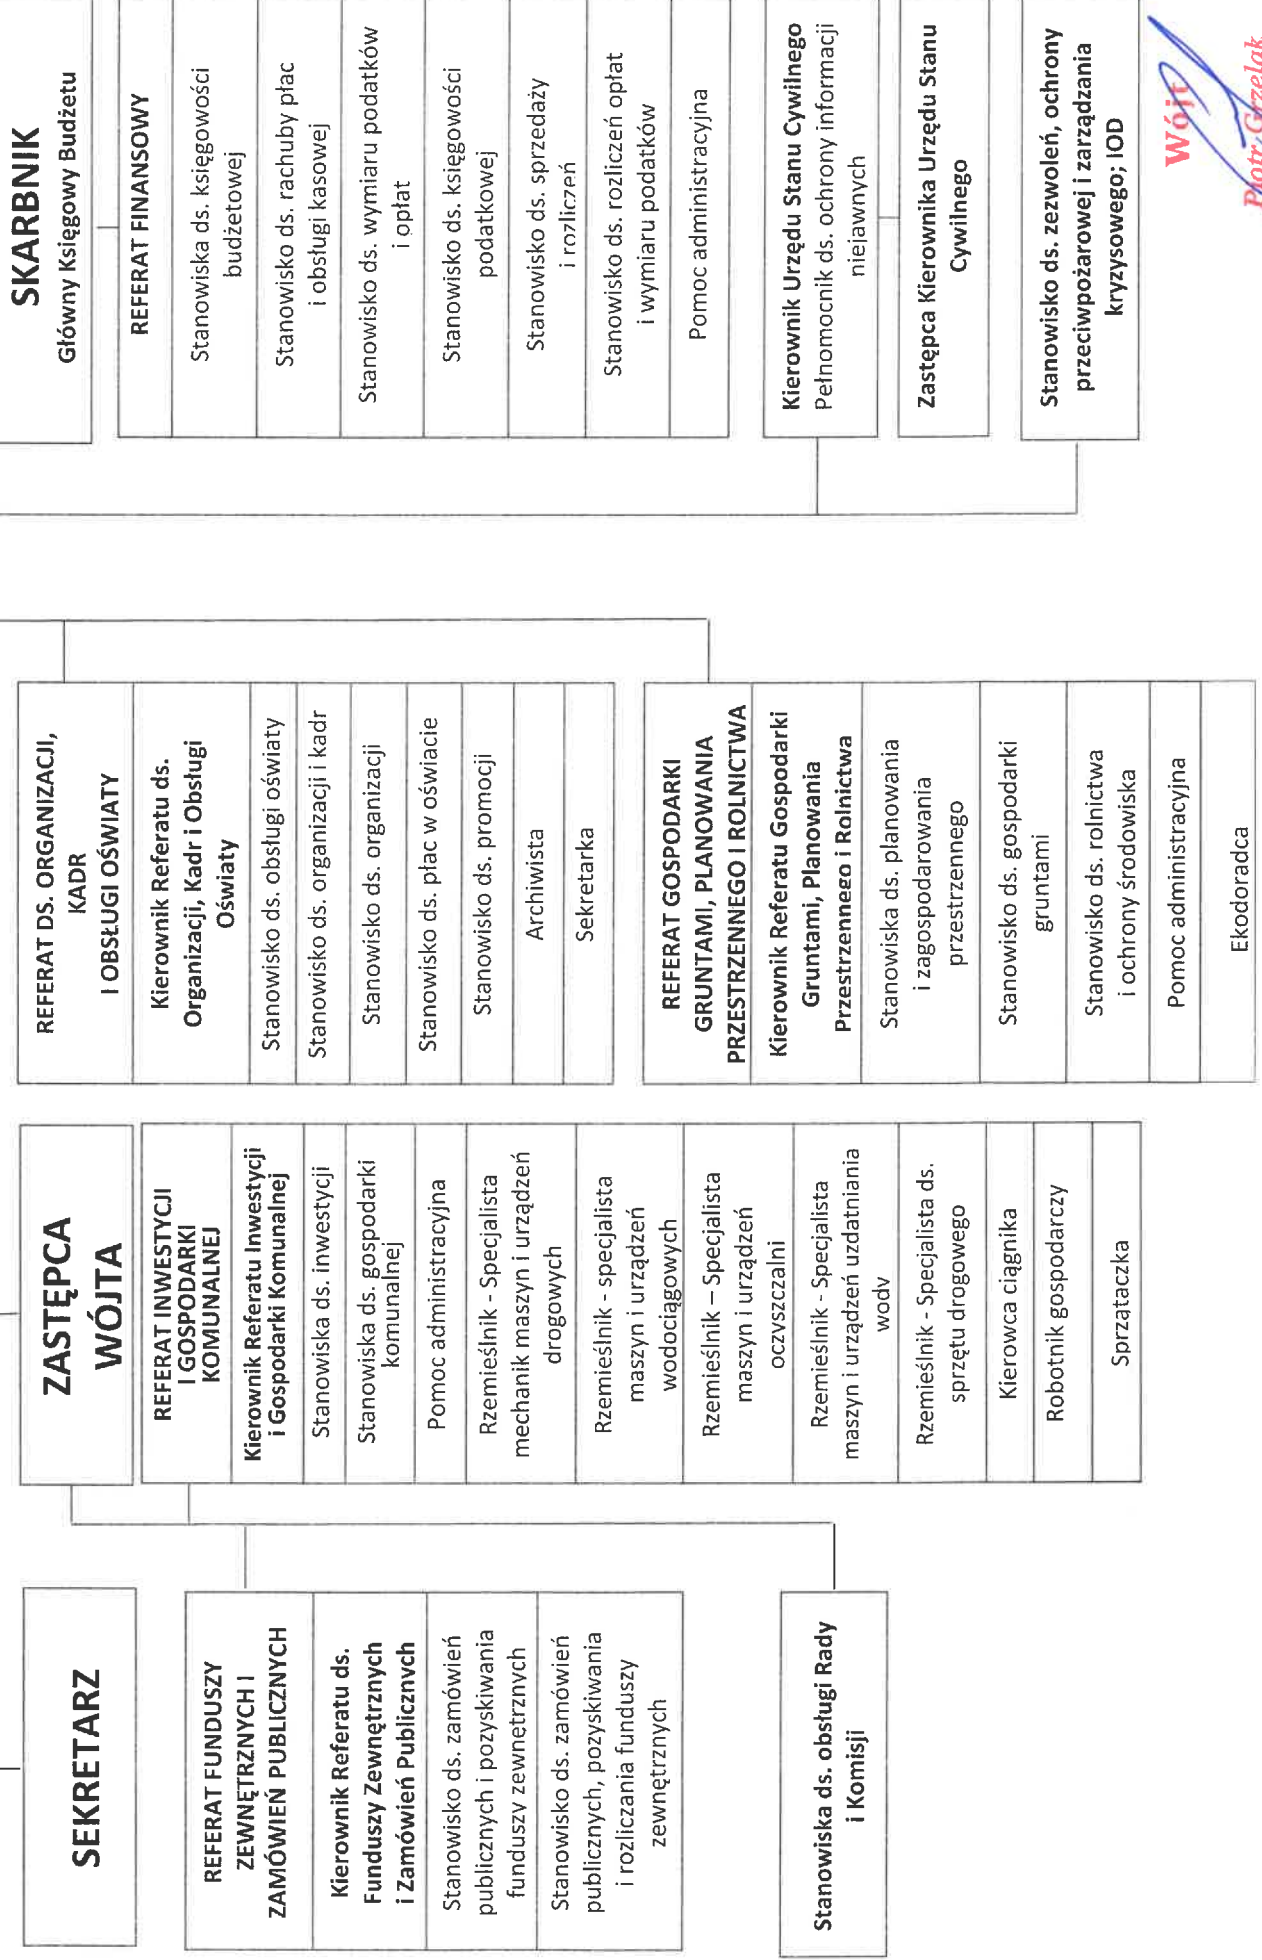 SEKRETARZ
REFERAT FUNDUSZY
ZEWNĘTRZNYCH I
ZAMÓWIEŃ PUBLICZNYCH
Kierownik Referatu ds.
Funduszy Zewnętrznych
i Zamówień Publicznych
Stanowisko ds. zamówień
publicznych i pozyskiwania
funduszy zewnetrznych
Stanowisko ds. zamówień
publicznych, pozyskiwania
i rozliczania funduszy
zewnętrznych
Stanowiska ds. obsługi Rady
i Komisji
ZASTĘPCA
WÓJTA
REFERAT INWESTYCJI
I GOSPODARKI
KOMUNALNEJ
Kierownik Referatu Inwestycji
i Gospodarki Komunalnej
Stanowiska ds. inwestycji
Stanowiska ds. gospodarki
komunalnej
Pomoc administracyjna
Rzemieślnik - Specjalista
mechanik maszyn i urządzeń
drogowych
Rzemieślnik - specjalista
maszyn i urządzeń
wodociągowych
Rzemieślnik – Specjalista
maszyn i urządzeń
oczyszczalni
Rzemieślnik - Specjalista
maszyn i urządzeń uzdatniania
wody
Rzemieślnik - Specjalista ds.
sprzętu drogowego
Kierowca ciągnika
Robotnik gospodarczy
Sprzątaczka
REFERAT DS. ORGANIZACJI,
KADR
I OBSŁUGI OŚWIATY
Kierownik Referatu ds.
Organizacji, Kadr i Obsługi
Oświaty
Stanowisko ds. obsługi oświaty
Stanowisko ds. organizacji i kadr
Stanowisko ds. organizacji
Stanowisko ds. płac w oświacie
Stanowisko ds. promocji
Archiwista
Sekretarka
REFERAT GOSPODARKI
GRUNTAMI, PLANOWANIA
PRZESTRZENNEGO I ROLNICTWA
Kierownik Referatu Gospodarki
Gruntami, Planowania
Przestrzennego i Rolnictwa
Stanowiska ds. planowania
i zagospodarowania
przestrzennego
Stanowisko ds. gospodarki
gruntami
Stanowisko ds. rolnictwa
i ochrony środowiska
Pomoc administracyjna
Ekodoradca
SKARBNIK
Główny Księgowy Budżetu
REFERAT FINANSOWY
Stanowiska ds. księgowości
budżetowej
Stanowisko ds. rachuby płac
i obsługi kasowej
Stanowisko ds. wymiaru podatków
i opłat
Stanowisko ds. księgowości
podatkowej
Stanowisko ds. sprzedaży
i rozliczeń
Stanowisko ds. rozliczeń opłat
i wymiaru podatków
Pomoc administracyjna
Kierownik Urzędu Stanu Cywilnego
Pełnomocnik ds. ochrony informacji
niejawnych
Zastępca Kierownika Urzędu Stanu
Cywilnego
Stanowisko ds. zezwoleń, ochrony
przeciwpożarowej i zarządzania
kryzysowego; IOD
Wójt
Piotr Grzelak